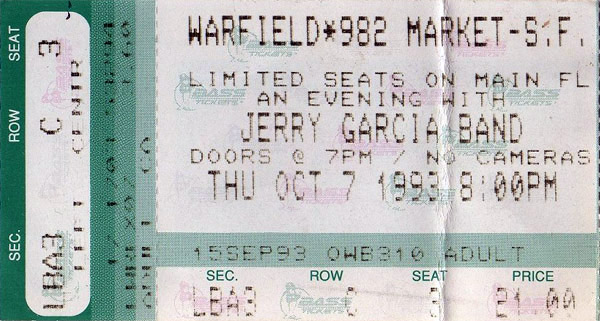 WARFIELD*982 MARKET-S.F.
LIMITED SEATS ON MAIN FL
AN EVENING WITH
JERRY GARCIA BAND
DOORS @ 7PM / NO CAMERAS
THU OCT 7 1993 8:00PM
15SEP93 OWB310 ADULT
SEC. ROW SEAT PRICE
LBA3 C 3 21.00
SEC. ROW SEAT
LBA3 C 3
BASS TICKETS